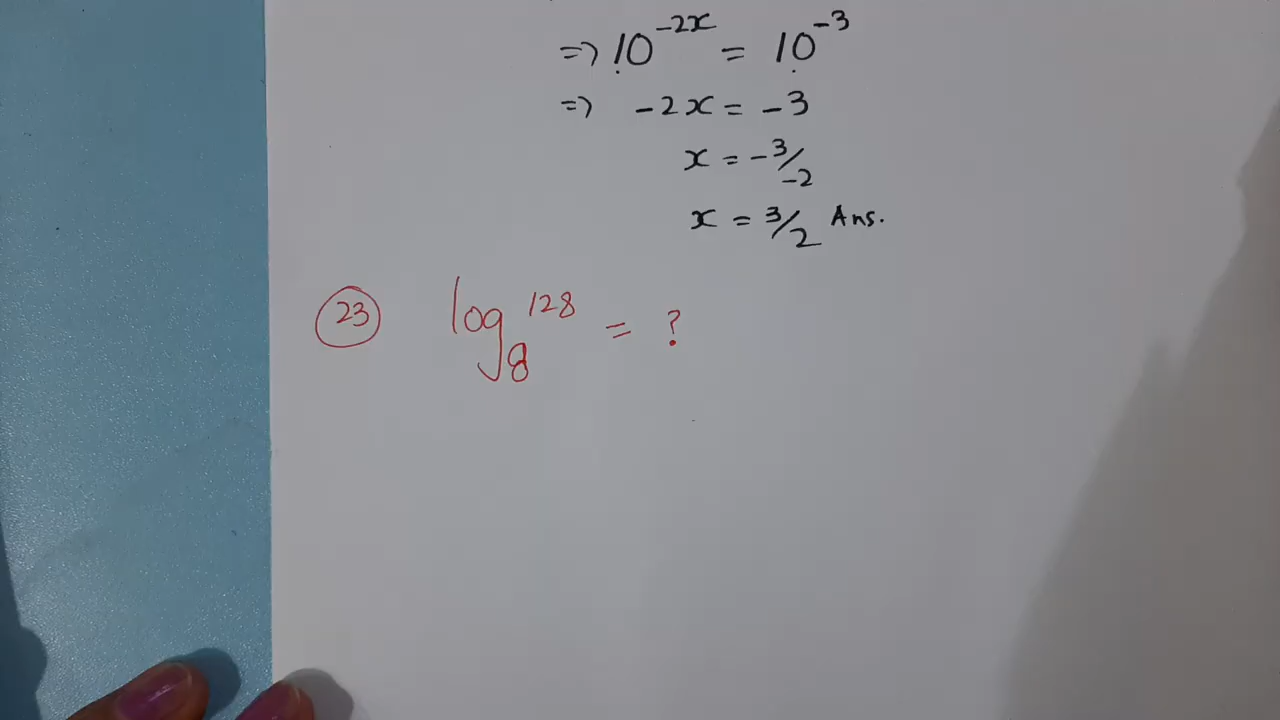 => 10^{-2x} = 10^{-3}
=> -2x = -3
x = -3/-2
x = 3/2 Ans.
23 log_8 128 = ?